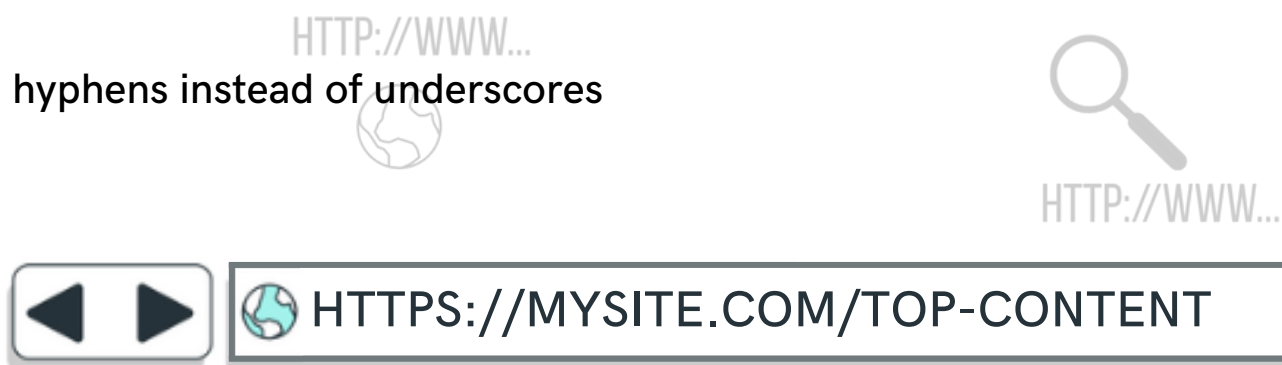 HTTP://WWW...
hyphens instead of underscores
HTTP://WWW...
HTTPS://MYSITE.COM/TOP-CONTENT